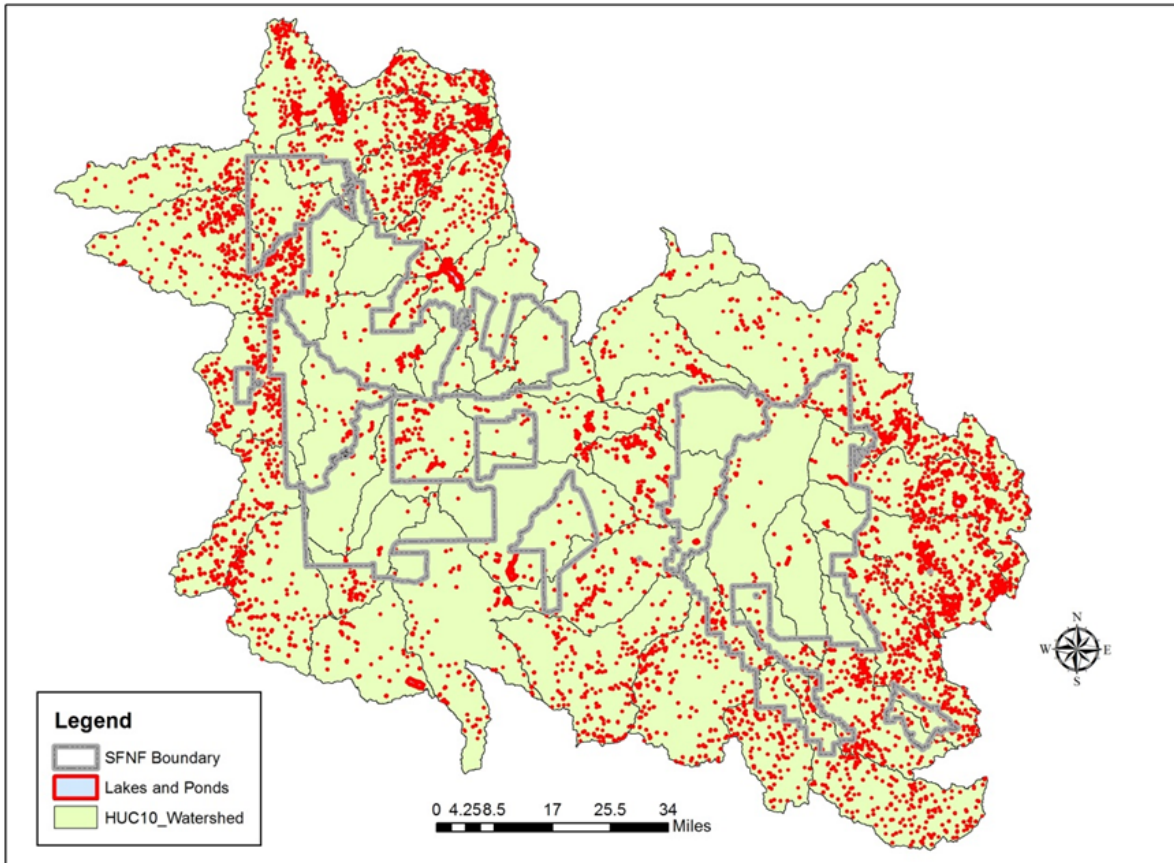 N
W E
S
Legend
SFNF Boundary
Lakes and Ponds
HUC10_Watershed
0 4.25 8.5 17 25.5 34
Miles